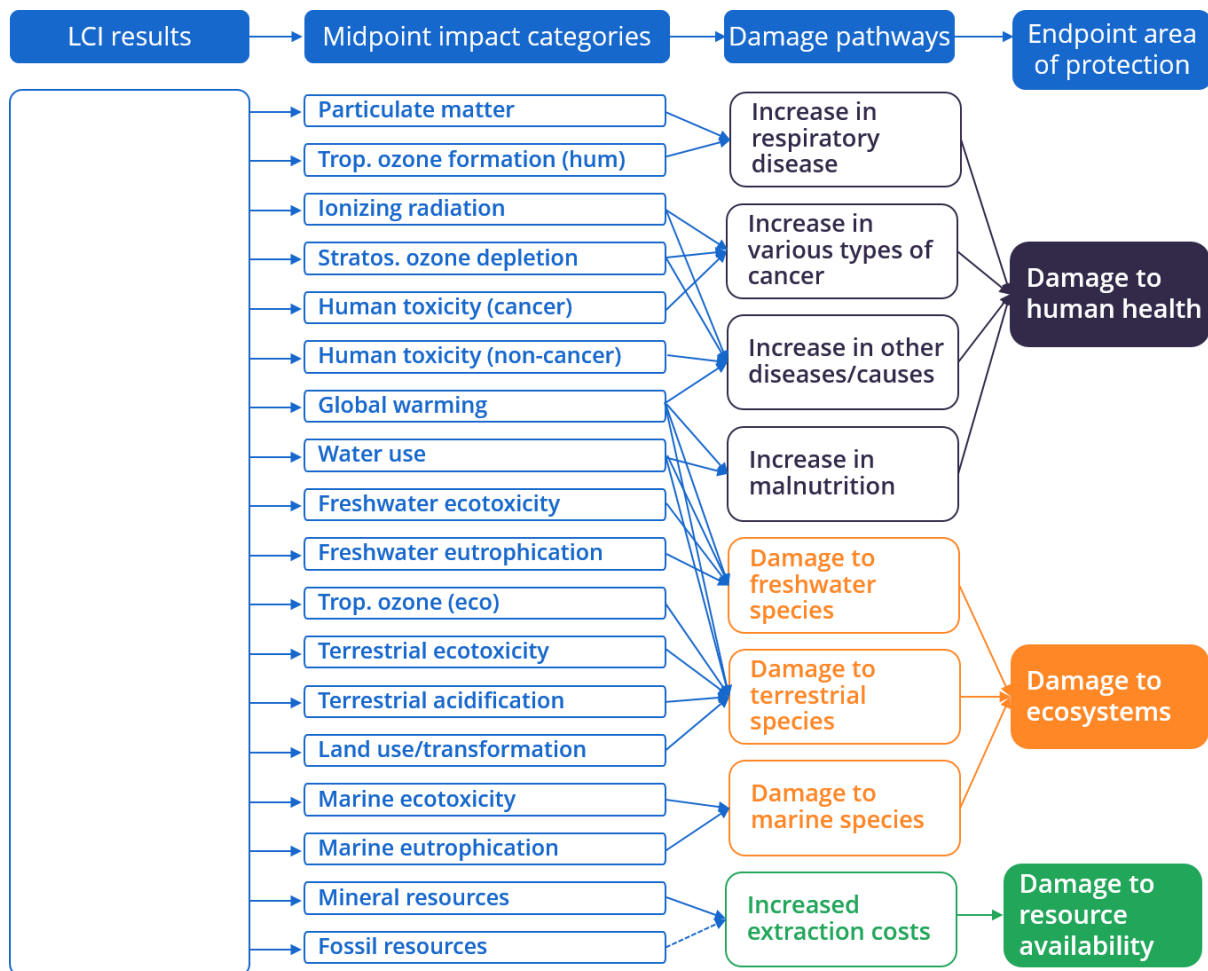 LCI results
Midpoint impact categories
Damage pathways
Endpoint area
of protection
Particulate matter
Trop. ozone formation (hum)
Ionizing radiation
Stratos. ozone depletion
Human toxicity (cancer)
Human toxicity (non-cancer)
Global warming
Water use
Freshwater ecotoxicity
Freshwater eutrophication
Trop. ozone (eco)
Terrestrial ecotoxicity
Terrestrial acidification
Land use/transformation
Marine ecotoxicity
Marine eutrophication
Mineral resources
Fossil resources
Increase in
respiratory
disease
Increase in
various types of
cancer
Increase in other
diseases/causes
Increase in
malnutrition
Damage to
freshwater
species
Damage to
terrestrial
species
Damage to
marine species
Increased
extraction costs
Damage to
human health
Damage to
ecosystems
Damage to
resource
availability